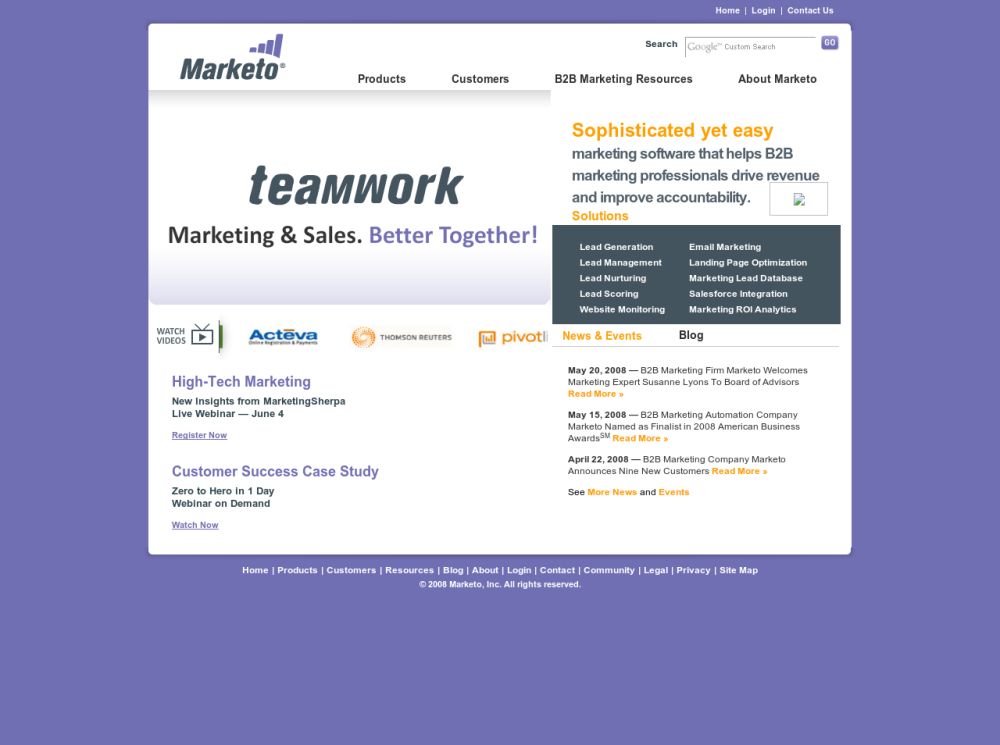 Home | Login | Contact Us
Marketo®
Search Google™ Custom Search GO
Products Customers B2B Marketing Resources About Marketo
teamwork
Marketing & Sales. Better Together!
Sophisticated yet easy
marketing software that helps B2B
marketing professionals drive revenue
and improve accountability.
Solutions
Lead Generation Email Marketing
Lead Management Landing Page Optimization
Lead Nurturing Marketing Lead Database
Lead Scoring Salesforce Integration
Website Monitoring Marketing ROI Analytics
WATCH
VIDEOS
Acteva
Online Registration & Payments
THOMSON REUTERS
pivotli
High-Tech Marketing
New Insights from MarketingSherpa
Live Webinar — June 4
Register Now
Customer Success Case Study
Zero to Hero in 1 Day
Webinar on Demand
Watch Now
News & Events Blog
May 20, 2008 — B2B Marketing Firm Marketo Welcomes
Marketing Expert Susanne Lyons To Board of Advisors
Read More »
May 15, 2008 — B2B Marketing Automation Company
Marketo Named as Finalist in 2008 American Business
Awards℠ Read More »
April 22, 2008 — B2B Marketing Company Marketo
Announces Nine New Customers Read More »
See More News and Events
Home | Products | Customers | Resources | Blog | About | Login | Contact | Community | Legal | Privacy | Site Map
© 2008 Marketo, Inc. All rights reserved.